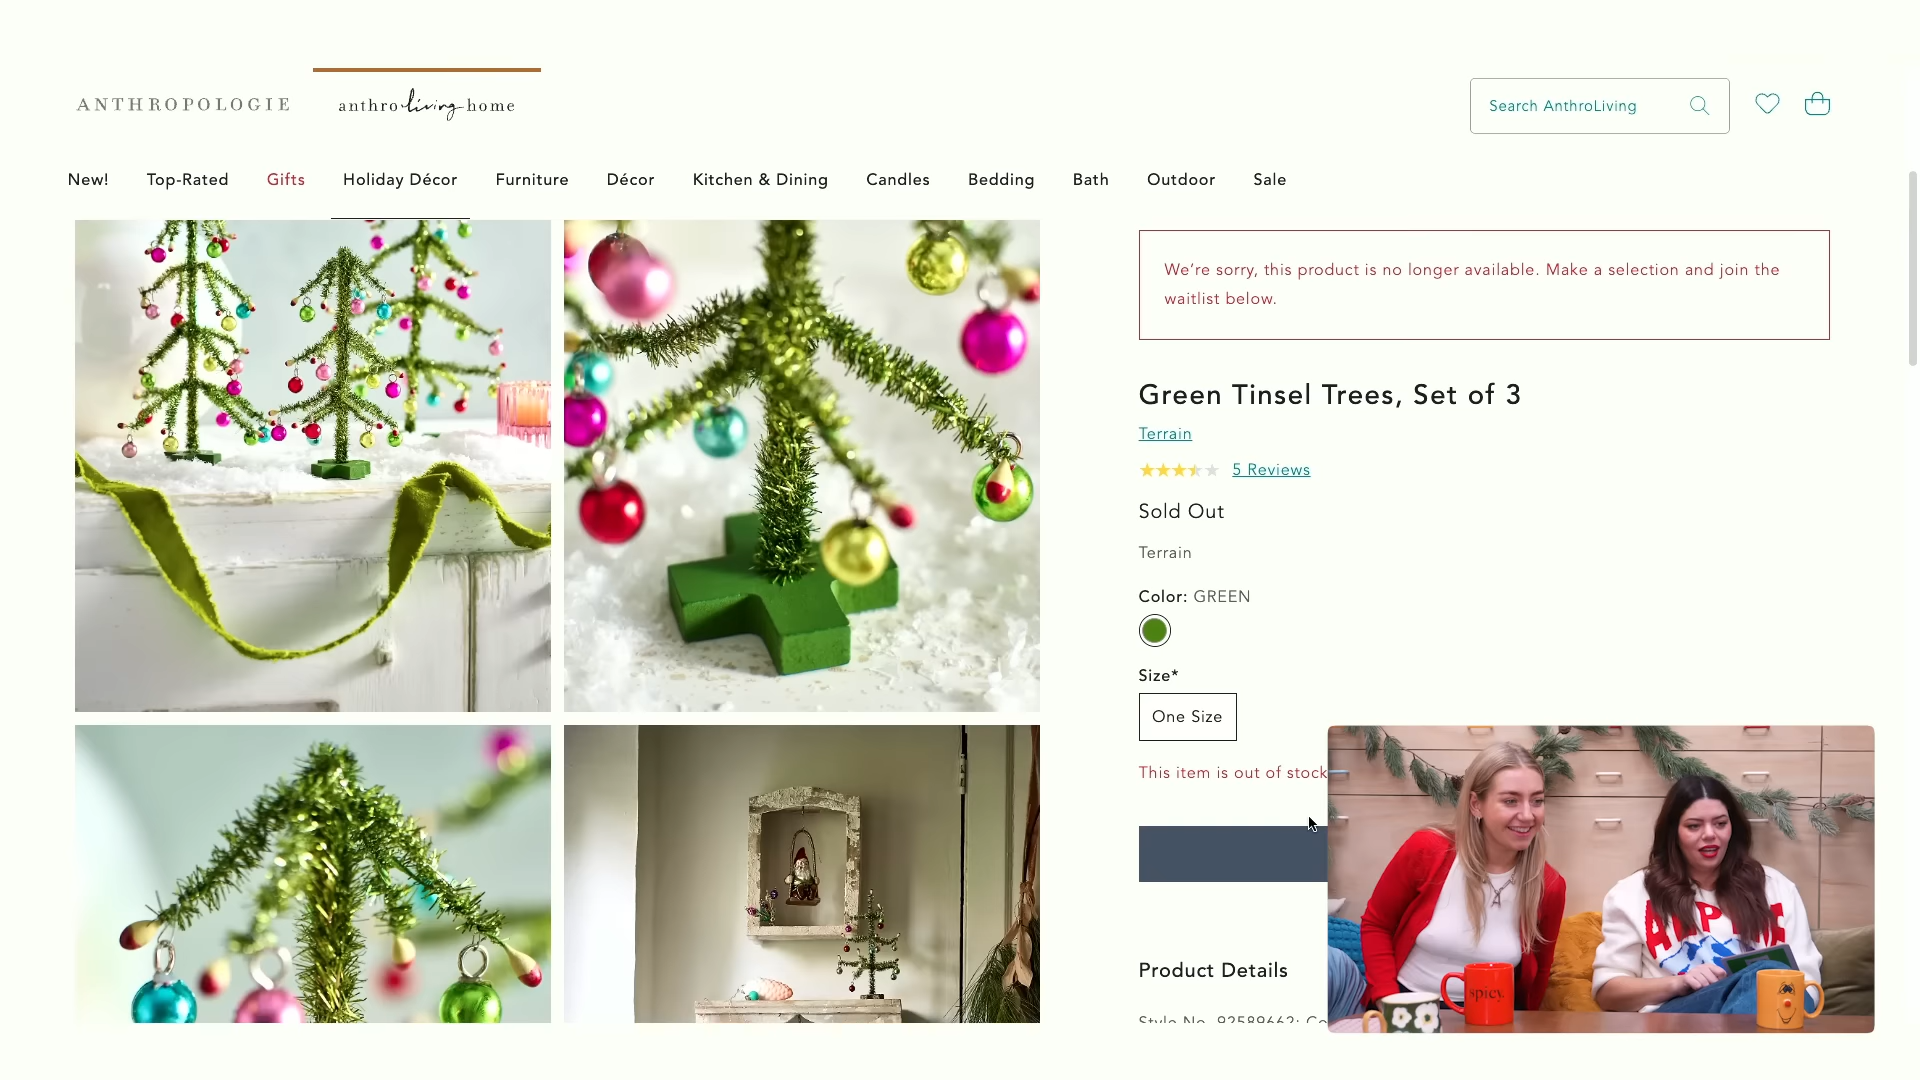 ANTHROPOLOGIE
anthroliving home
Search AnthroLiving
New! Top-Rated Gifts Holiday Décor Furniture Décor Kitchen & Dining Candles Bedding Bath Outdoor Sale
We're sorry, this product is no longer available. Make a selection and join the
waitlist below.
Green Tinsel Trees, Set of 3
Terrain
5 Reviews
Sold Out
Terrain
Color: GREEN
Size*
One Size
This item is out of stock
Product Details
Style No. 92589662;
spicy.
A